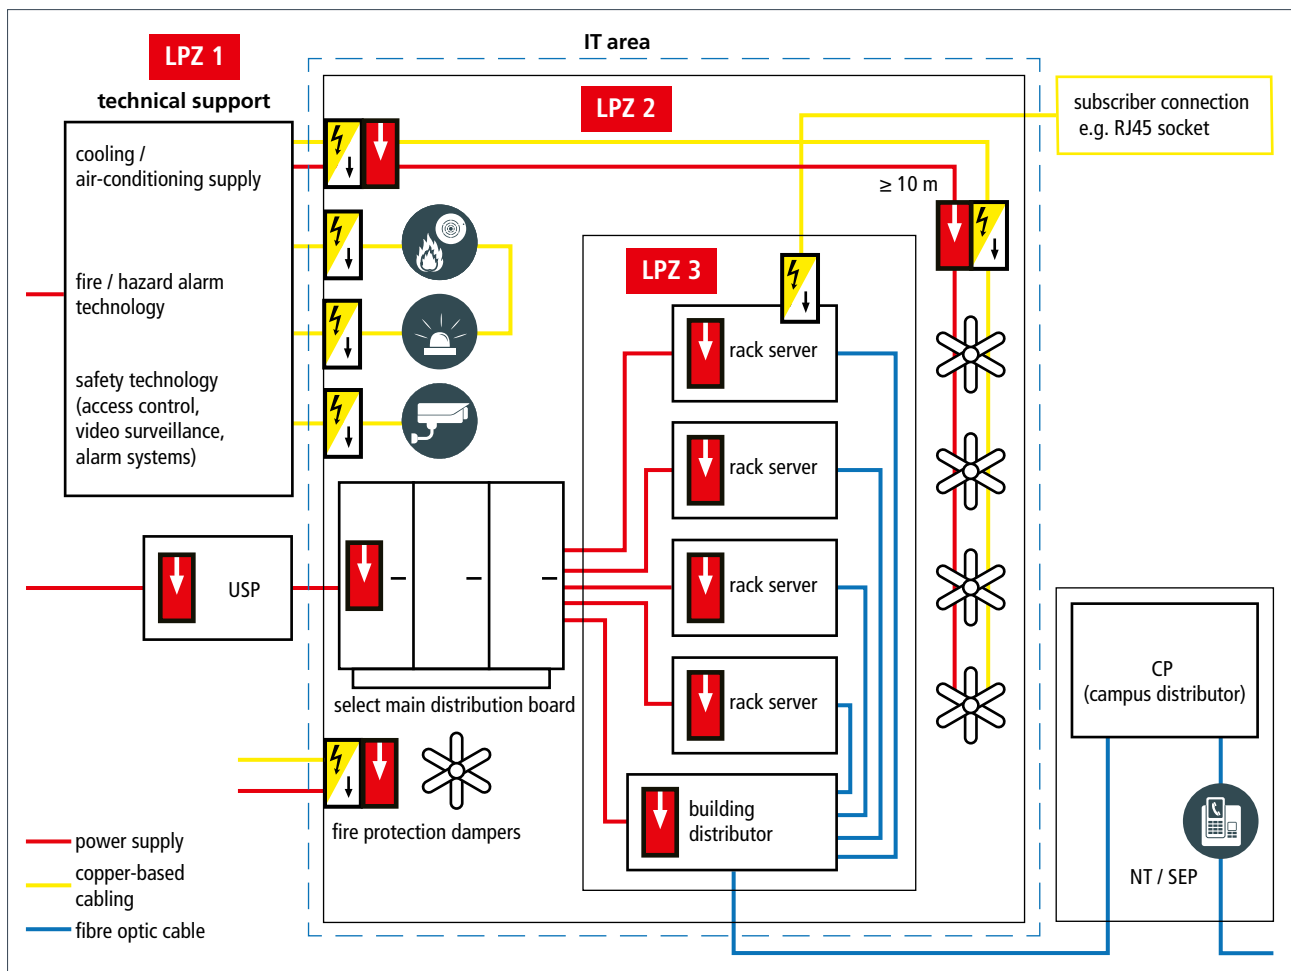 IT area
LPZ 1
technical support
LPZ 2
subscriber connection
e.g. RJ45 socket
cooling /
air-conditioning supply
≥ 10 m
LPZ 3
fire / hazard alarm
technology
rack server
safety technology
(access control,
video surveillance,
alarm systems)
rack server
USP
rack server
CP
(campus distributor)
select main distribution board
rack server
building
distributor
fire protection dampers
NT / SEP
power supply
copper-based
cabling
fibre optic cable